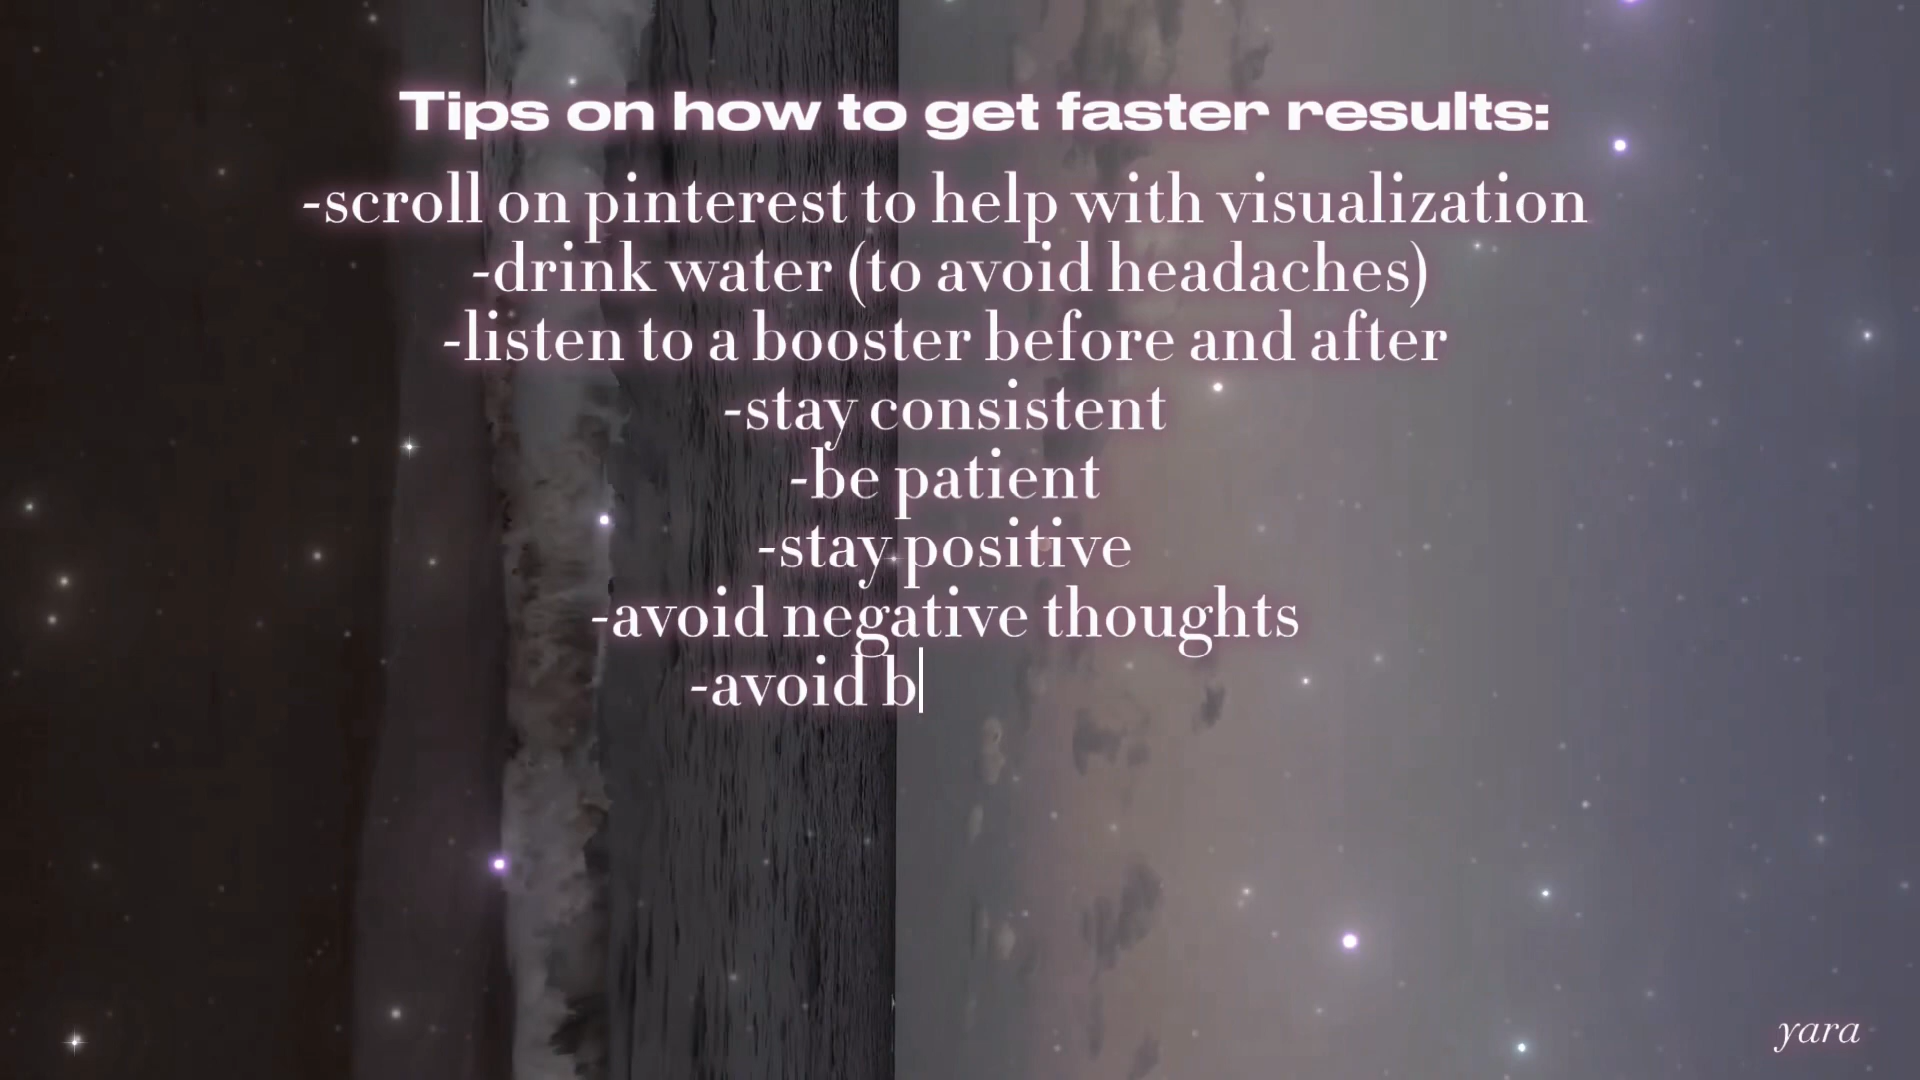 Tips on how to get faster results:
-scroll on pinterest to help with visualization
-drink water (to avoid headaches)
-listen to a booster before and after
-stay consistent
-be patient
-stay positive
-avoid negative thoughts
-avoid b
yara